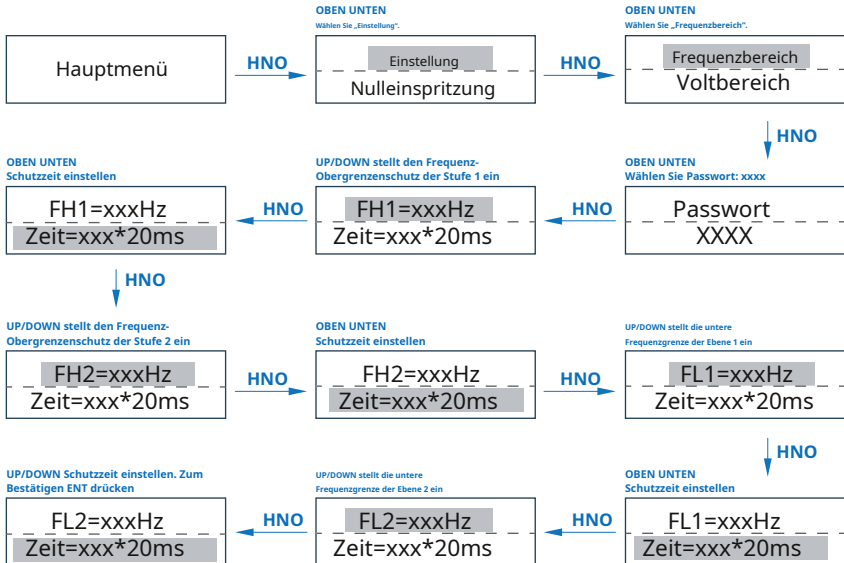 Hauptmenü
HNO
OBEN UNTEN
Wählen Sie „Einstellung".
Einstellung
Nulleinspritzung
HNO
OBEN UNTEN
Wählen Sie „Frequenzbereich".
Frequenzbereich
Voltbereich
HNO
OBEN UNTEN
Wählen Sie Passwort: xxxx
Passwort
XXXX
HNO
UP/DOWN stellt den Frequenz-
Obergrenzenschutz der Stufe 1 ein
FH1=xxxHz
Zeit=xxx*20ms
HNO
OBEN UNTEN
Schutzzeit einstellen
FH1=xxxHz
Zeit=xxx*20ms
HNO
UP/DOWN stellt den Frequenz-
Obergrenzenschutz der Stufe 2 ein
FH2=xxxHz
Zeit=xxx*20ms
HNO
OBEN UNTEN
Schutzzeit einstellen
FH2=xxxHz
Zeit=xxx*20ms
HNO
UP/DOWN stellt die untere
Frequenzgrenze der Ebene 1 ein
FL1=xxxHz
Zeit=xxx*20ms
HNO
OBEN UNTEN
Schutzzeit einstellen
FL1=xxxHz
Zeit=xxx*20ms
HNO
UP/DOWN stellt die untere
Frequenzgrenze der Ebene 2 ein
FL2=xxxHz
Zeit=xxx*20ms
HNO
UP/DOWN Schutzzeit einstellen. Zum
Bestätigen ENT drücken
FL2=xxxHz
Zeit=xxx*20ms